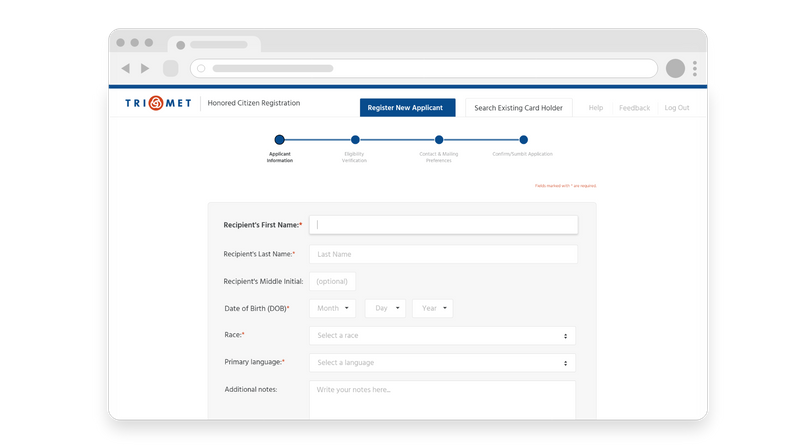 TRI MET
Honored Citizen Registration
Register New Applicant
Search Existing Card Holder
Help
Feedback
Log Out
Applicant
Information
Eligibility
Verification
Contact & Mailing
Preferences
Confirm/Sumbit Application
Fields marked with * are required.
Recipient's First Name:*
Recipient's Last Name:*
Last Name
Recipient's Middle Initial:
(optional)
Date of Birth (DOB)*
Month
Day
Year
Race:*
Select a race
Primary language:*
Select a language
Additional notes:
Write your notes here...